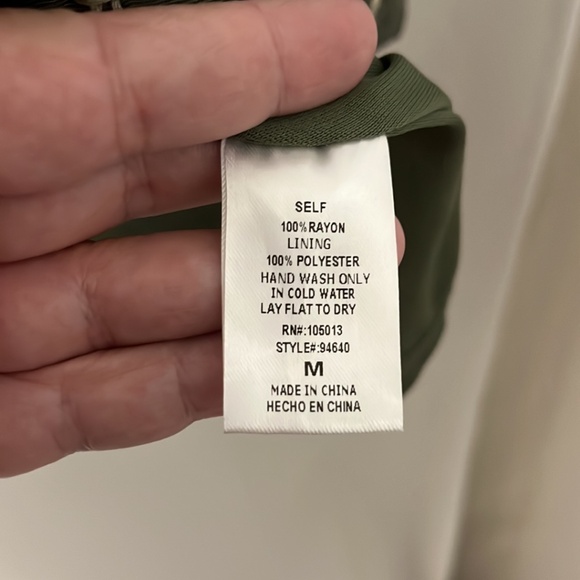 SELF
100% RAYON
LINING
100% POLYESTER
HAND WASH ONLY
IN COLD WATER
LAY FLAT TO DRY
RN#:105013
STYLE#:94640
M
MADE IN CHINA
HECHO EN CHINA